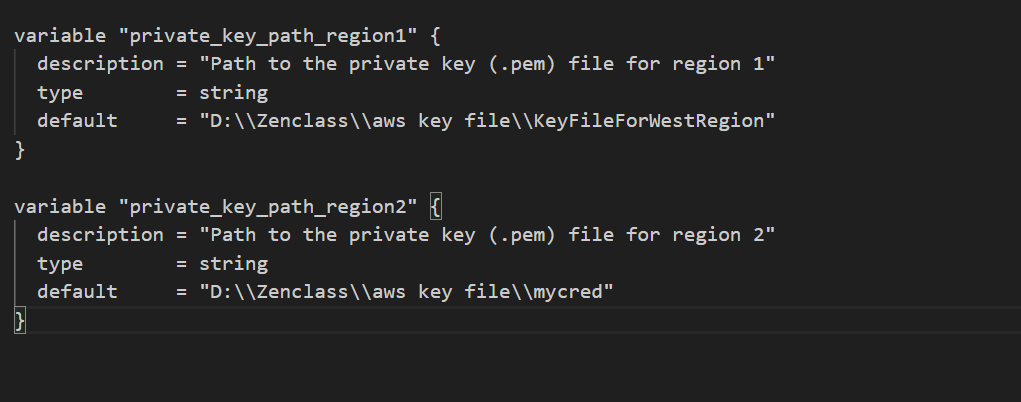 variable "private_key_path_region1" {
  description = "Path to the private key (.pem) file for region 1"
  type        = string
  default     = "D:\\Zenclass\\aws key file\\KeyFileForWestRegion"
}
variable "private_key_path_region2" {
  description = "Path to the private key (.pem) file for region 2"
  type        = string
  default     = "D:\\Zenclass\\aws key file\\mycred"
}